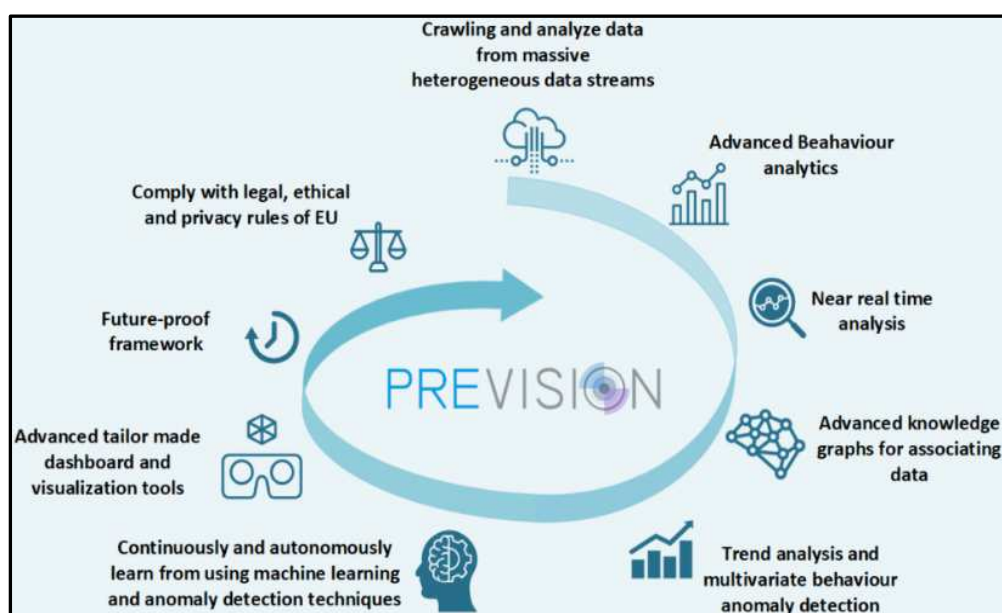 Crawling and analyze data
from massive
heterogeneous data streams
Advanced Beahaviour
analytics
Near real time
analysis
Advanced knowledge
graphs for associating
data
Trend analysis and
multivariate behaviour
anomaly detection
Continuously and autonomously
learn from using machine learning
and anomaly detection techniques
Advanced tailor made
dashboard and
visualization tools
Future-proof
framework
Comply with legal, ethical
and privacy rules of EU
PREVISION